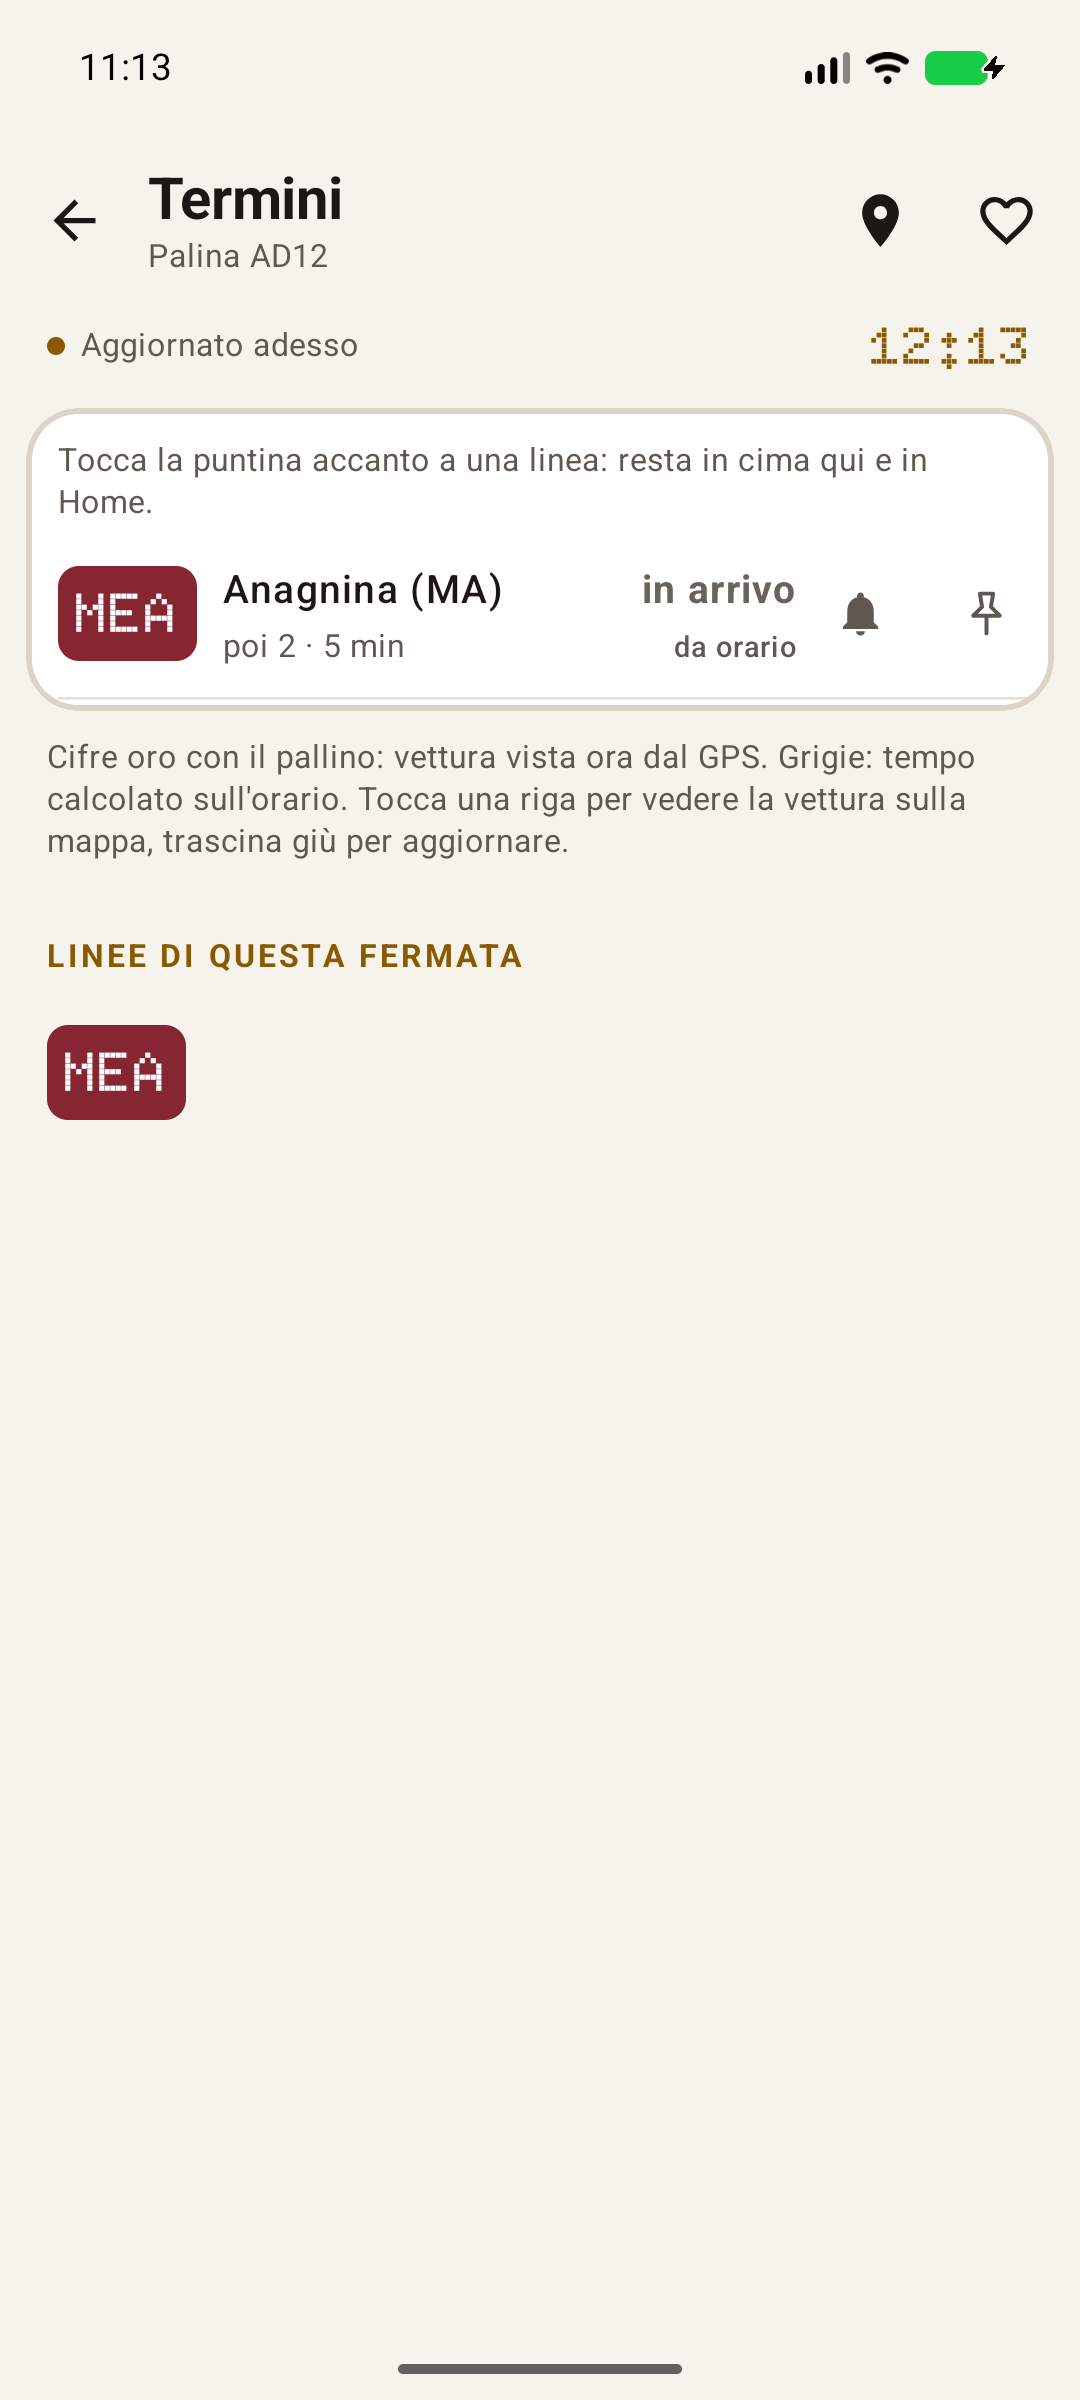 11:13
Termini
Palina AD12
Aggiornato adesso
12:13
Tocca la puntina accanto a una linea: resta in cima qui e in
Home.
MEA
Anagnina (MA)
in arrivo
poi 2 · 5 min
da orario
Cifre oro con il pallino: vettura vista ora dal GPS. Grigie: tempo
calcolato sull'orario. Tocca una riga per vedere la vettura sulla
mappa, trascina giù per aggiornare.
LINEE DI QUESTA FERMATA
MEA